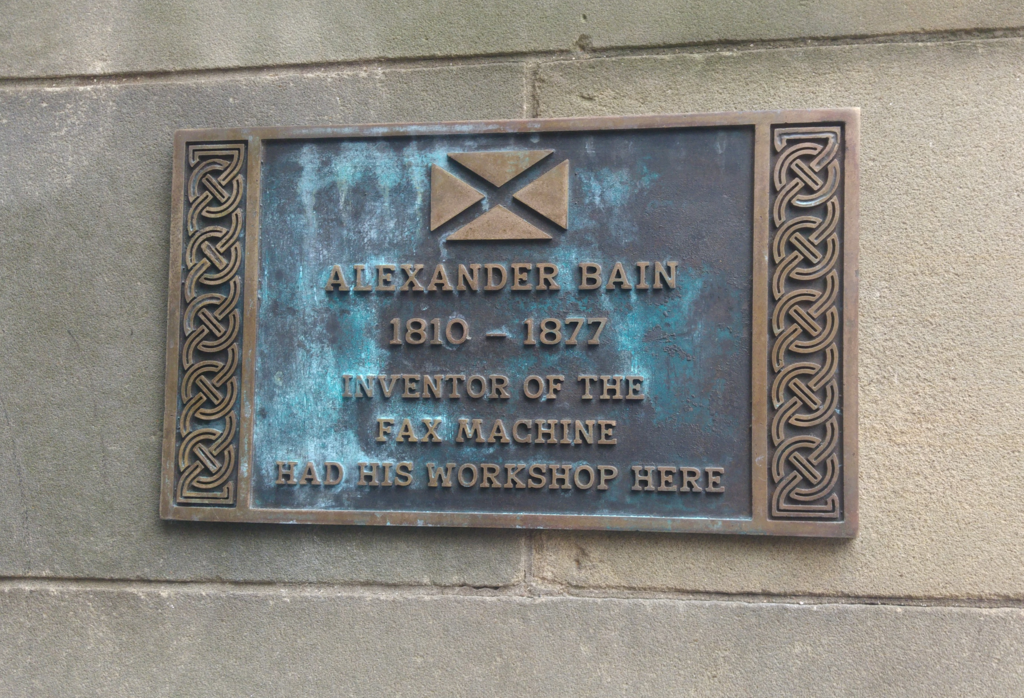 ALEXANDER BAIN
1810 – 1877
INVENTOR OF THE
FAX MACHINE
HAD HIS WORKSHOP HERE